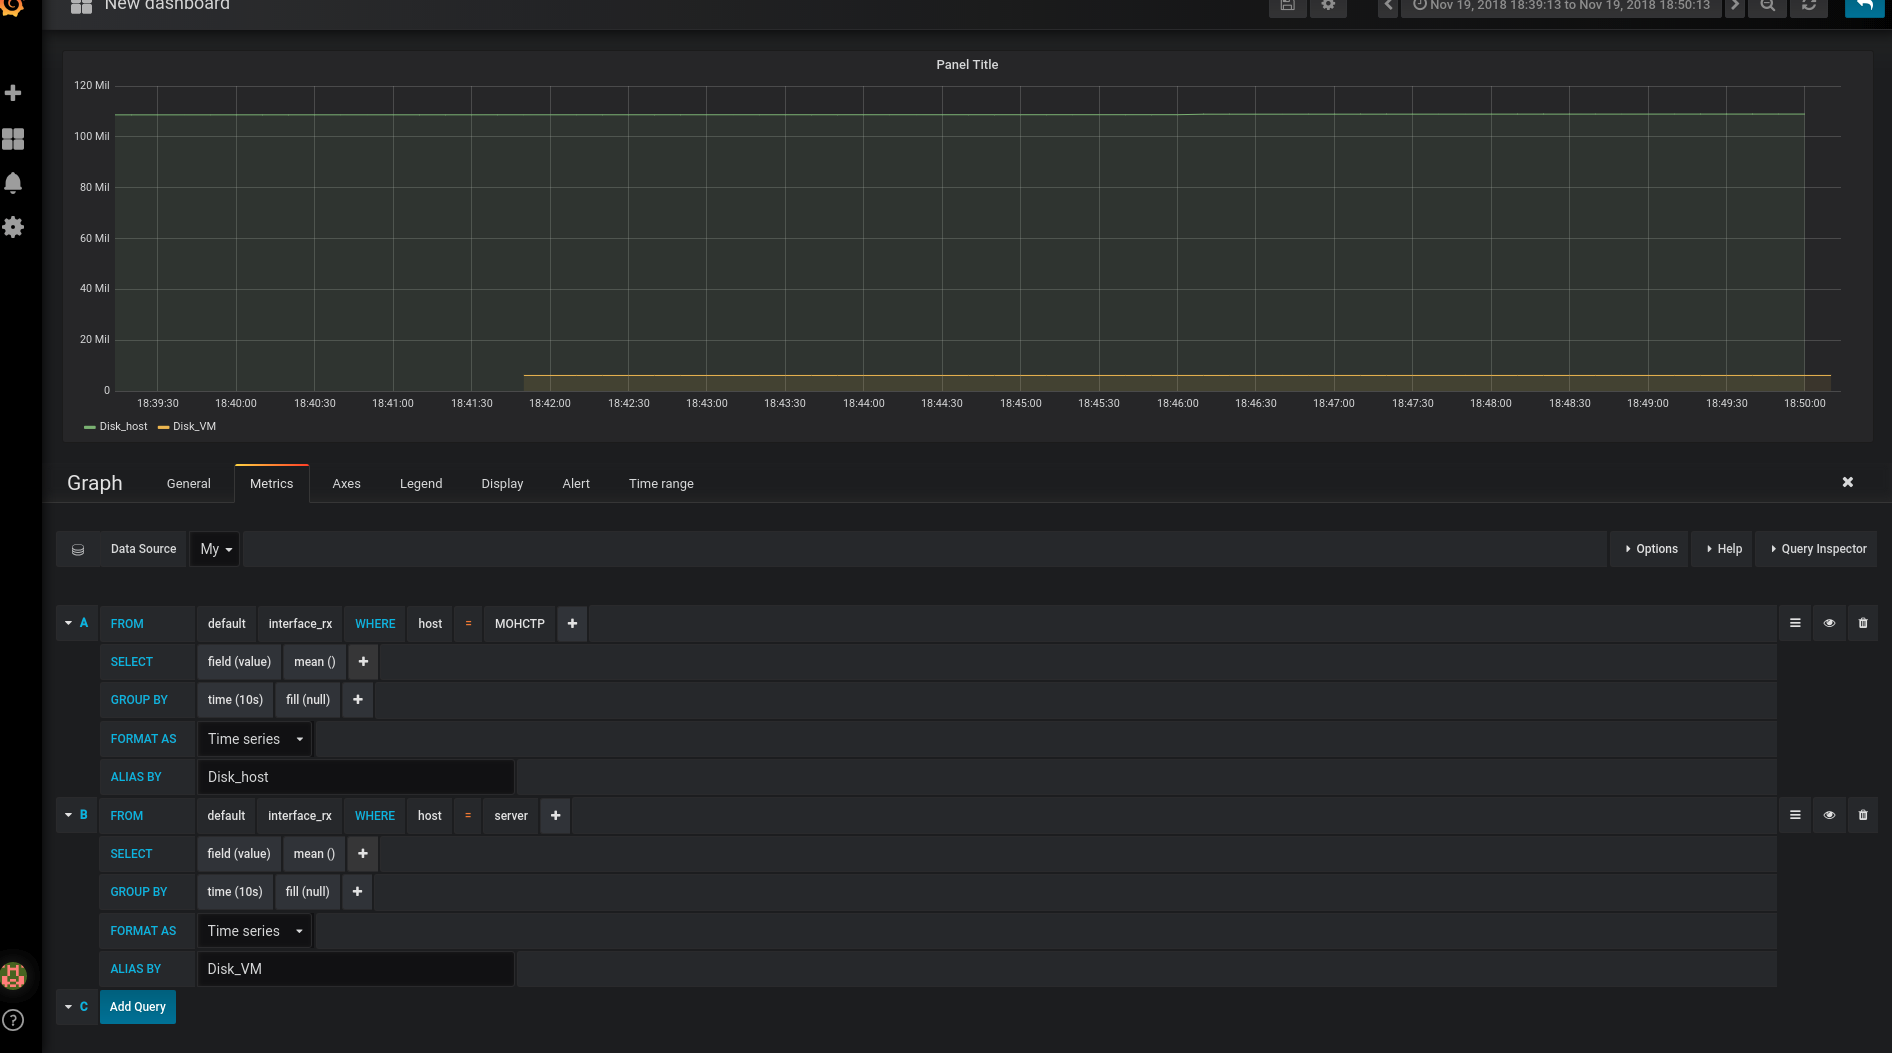 New dashboard
Nov 19, 2018 18:39:13 to Nov 19, 2018 18:50:13
Panel Title
120 Mil
100 Mil
80 Mil
60 Mil
40 Mil
20 Mil
0
18:39:30 18:40:00 18:40:30 18:41:00 18:41:30 18:42:00 18:42:30 18:43:00 18:43:30 18:44:00 18:44:30 18:45:00 18:45:30 18:46:00 18:46:30 18:47:00 18:47:30 18:48:00 18:48:30 18:49:00 18:49:30 18:50:00
Disk_host Disk_VM
Graph General Metrics Axes Legend Display Alert Time range
Data Source My Options Help Query Inspector
A FROM default interface_rx WHERE host = MOHCTP +
SELECT field (value) mean () +
GROUP BY time (10s) fill (null) +
FORMAT AS Time series
ALIAS BY Disk_host
B FROM default interface_rx WHERE host = server +
SELECT field (value) mean () +
GROUP BY time (10s) fill (null) +
FORMAT AS Time series
ALIAS BY Disk_VM
C Add Query